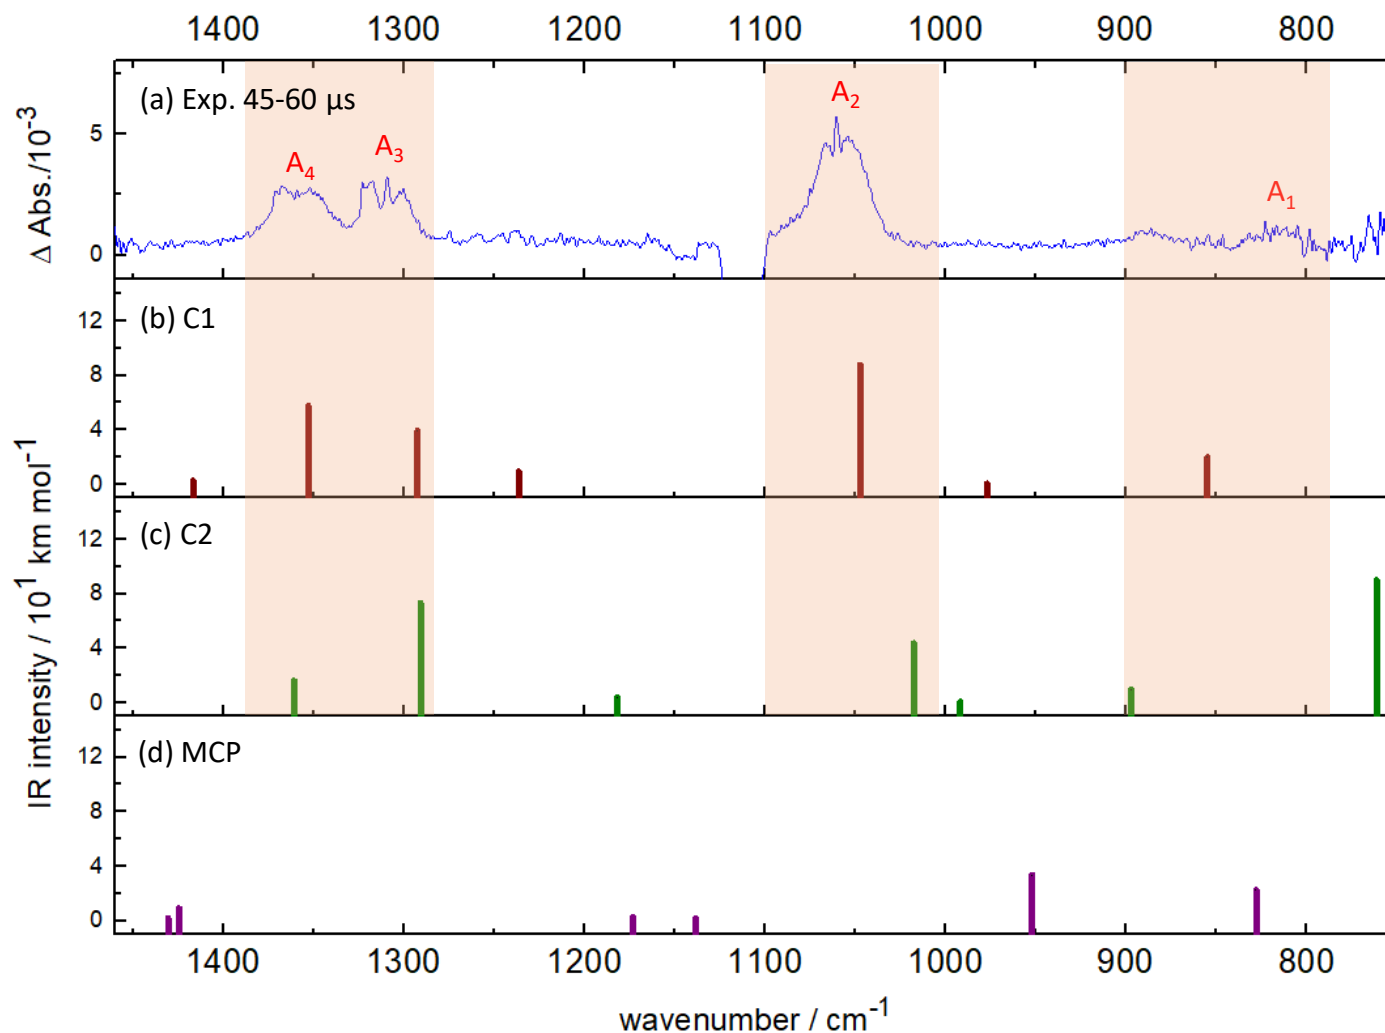 1400 1300 1200 1100 1000 900 800
(a) Exp. 45-60 µs
A4 A3 A2 A1
5
0
Δ Abs./10-3
(b) C1
12
8
4
0
(c) C2
12
8
4
0
(d) MCP
12
8
4
0
IR intensity / 101 km mol-1
1400 1300 1200 1100 1000 900 800
wavenumber / cm-1